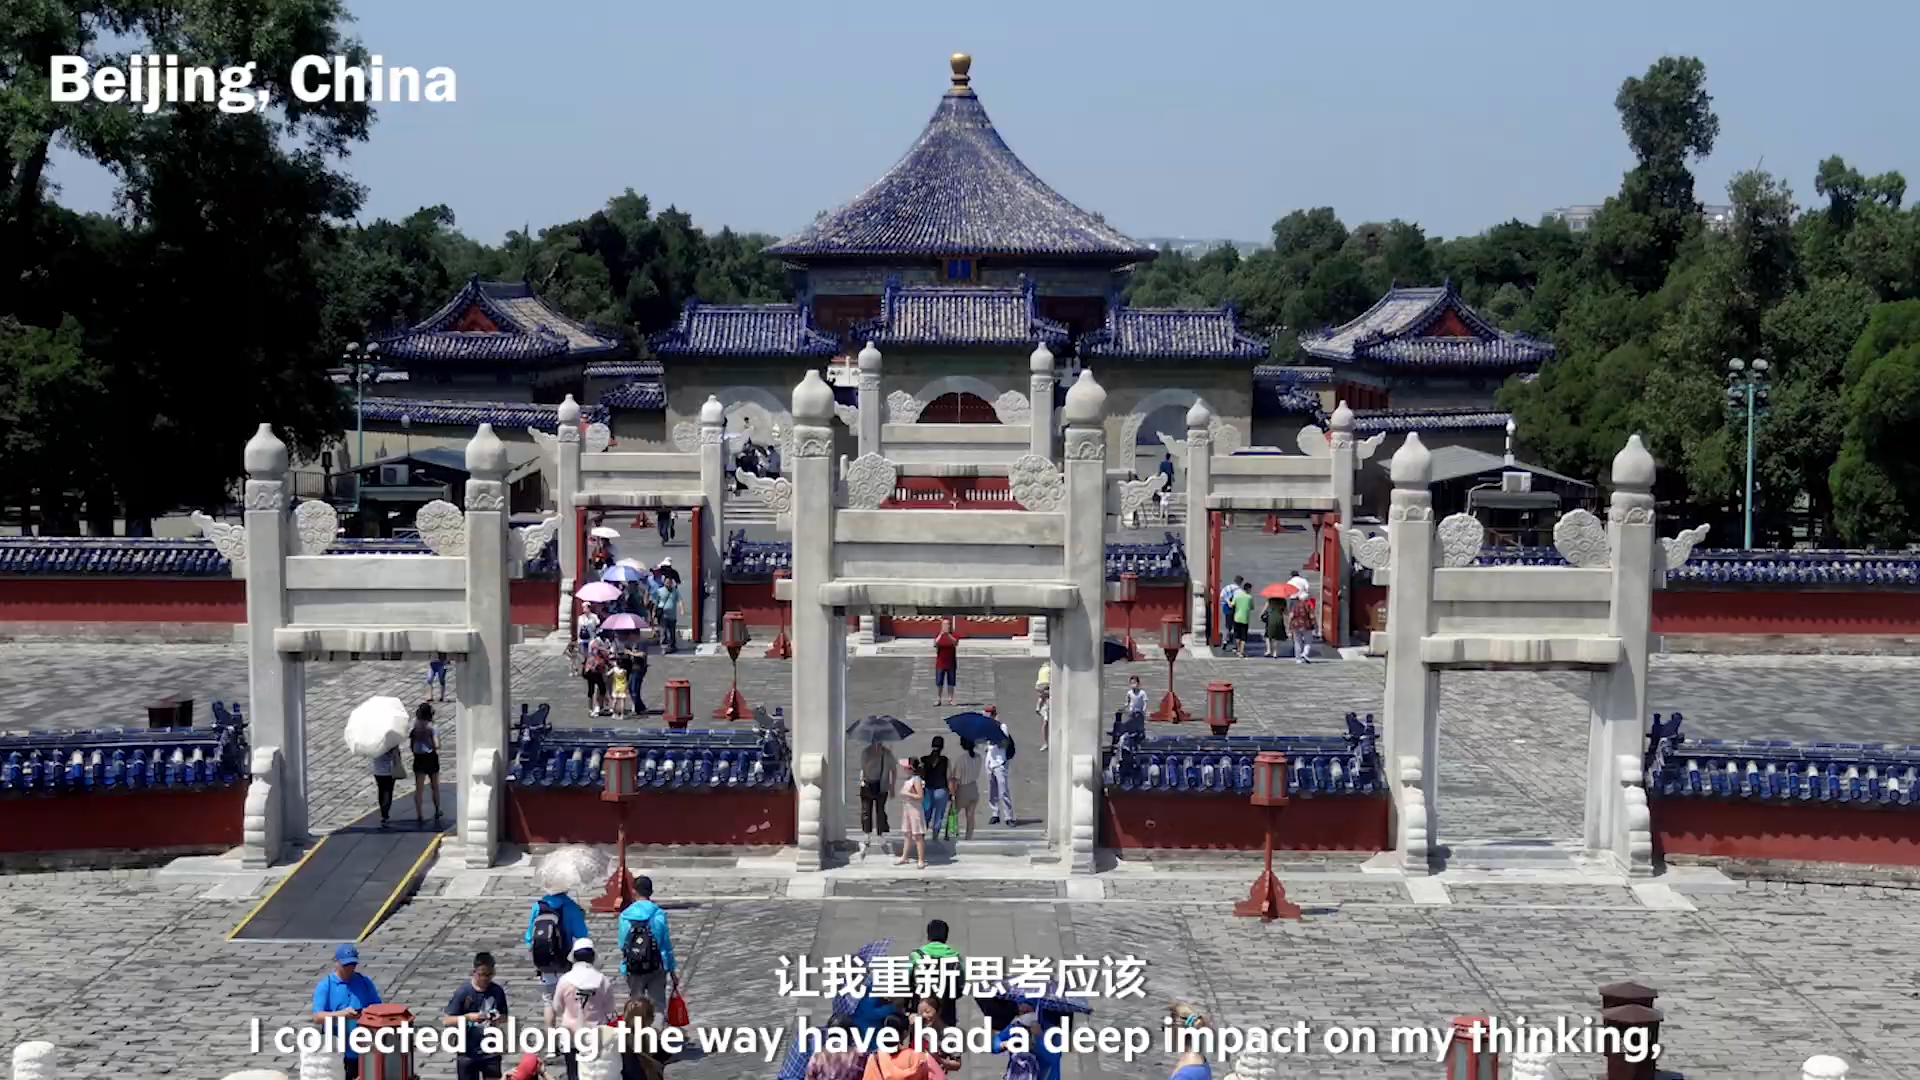 Beijing, China
让我重新思考应该
I collected along the way have had a deep impact on my thinking,